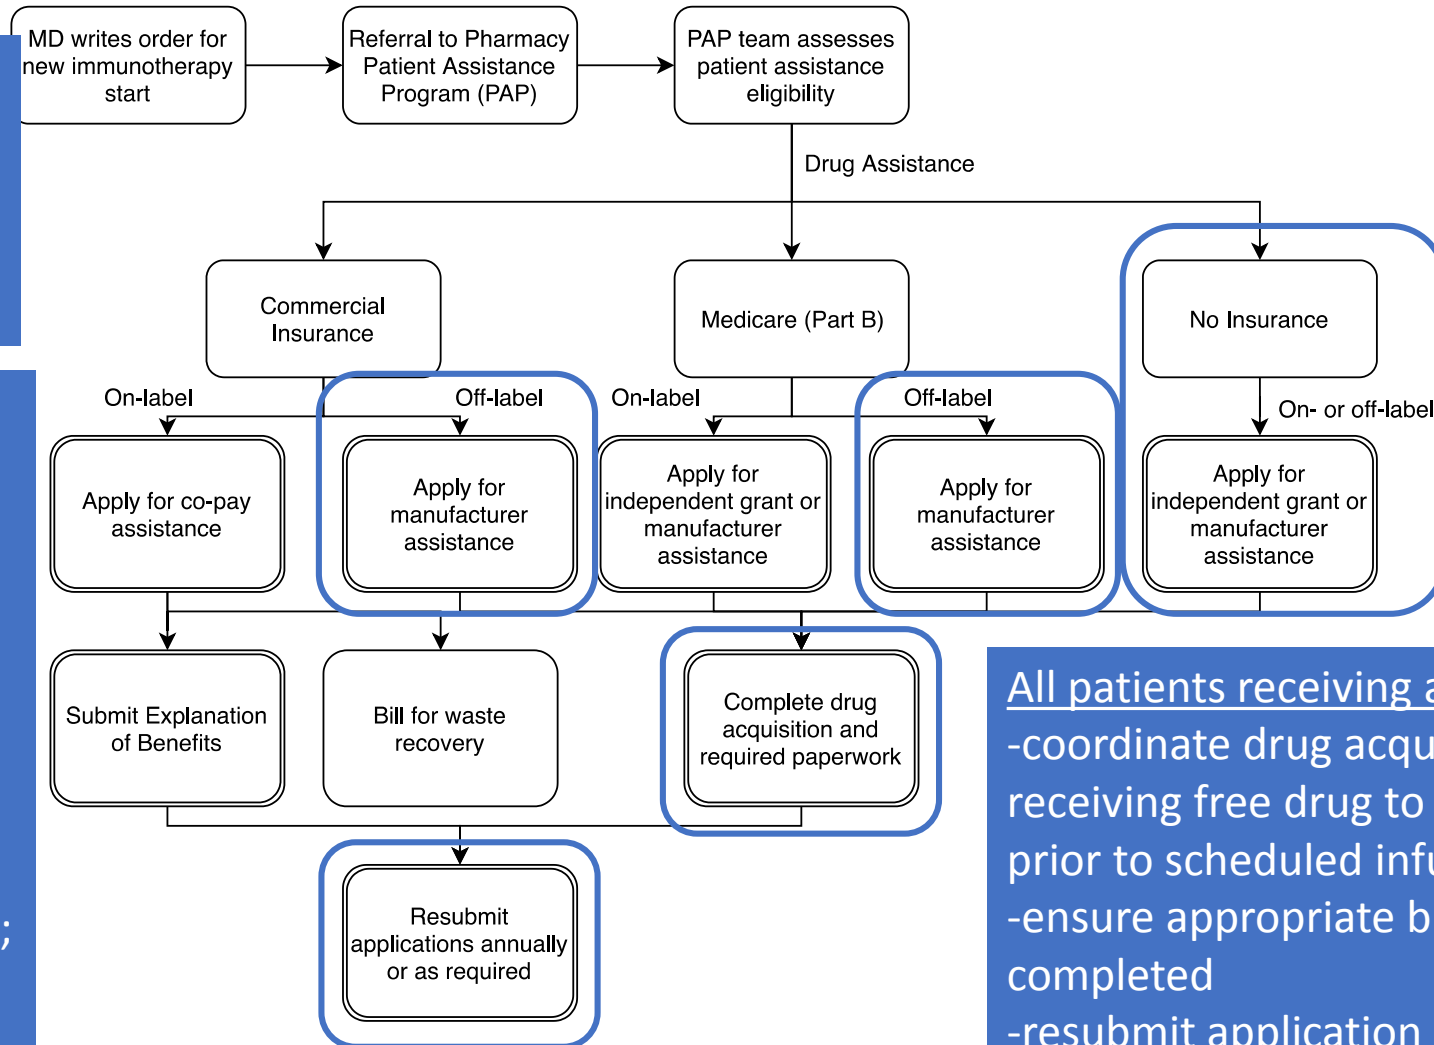 MD writes order for
new immunotherapy
start
Referral to Pharmacy
Patient Assistance
Program (PAP)
PAP team assesses
patient assistance
eligibility
Drug Assistance
Commercial
Insurance
Medicare (Part B)
No Insurance
On-label
Off-label
On-label
Off-label
On- or off-label
Apply for co-pay
assistance
Apply for
manufacturer
assistance
Apply for
independent grant or
manufacturer
assistance
Apply for
manufacturer
assistance
Apply for
independent grant or
manufacturer
assistance
Submit Explanation
of Benefits
Bill for waste
recovery
Complete drug
acquisition and
required paperwork
Resubmit
applications annually
or as required
;
All patients receiving
-coordinate drug
receiving free drug to
prior to scheduled
-ensure appropriate
completed
-resubmit application